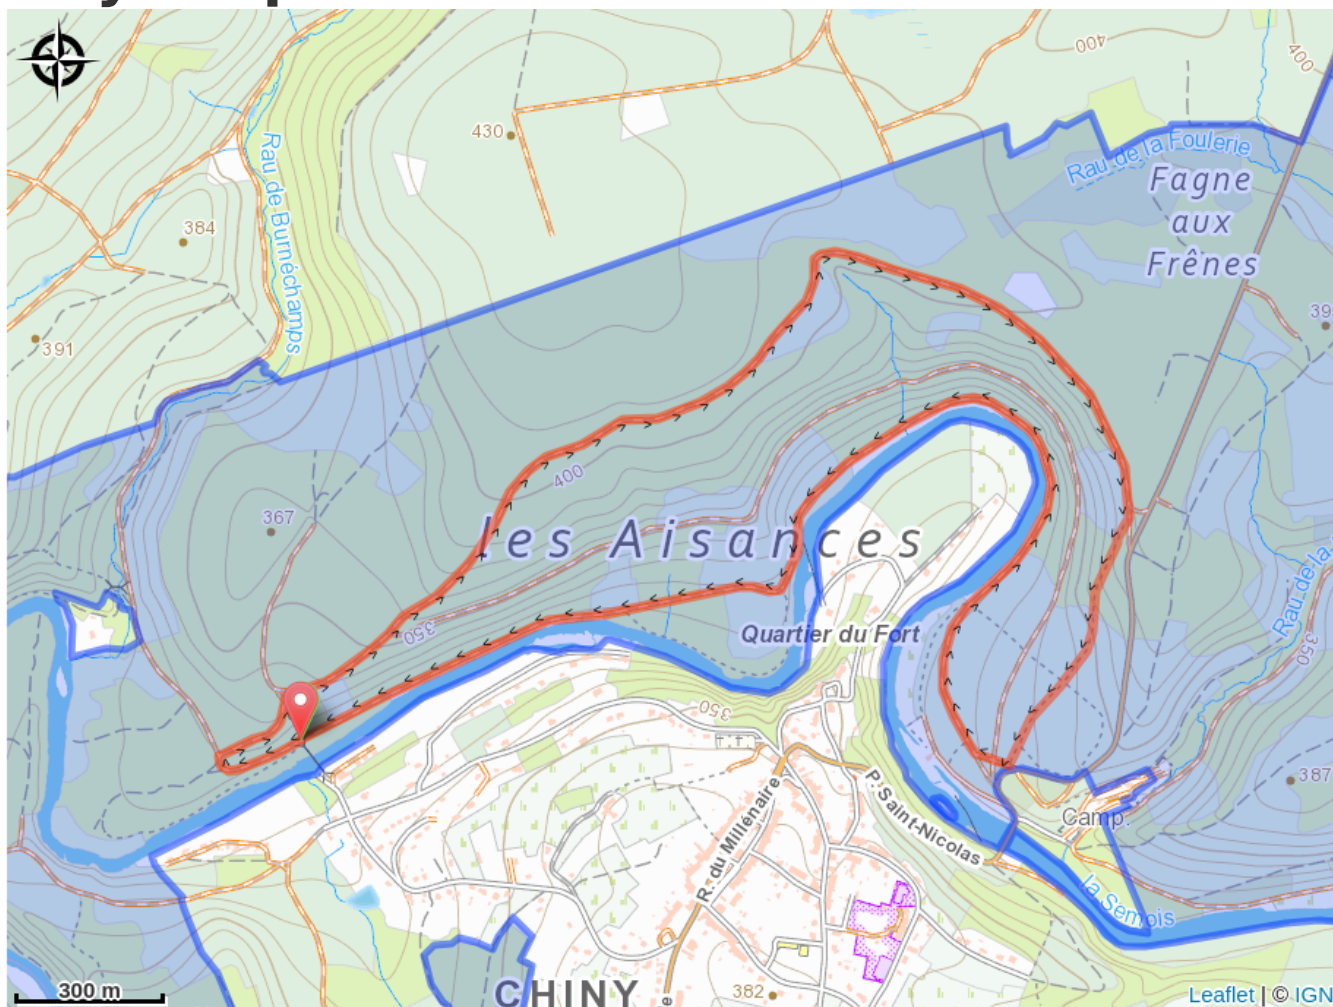 400
400
430
Rau de la Foulerie
Rau de Burnéchamps
Fagne
aux
Frênes
384
391
400
367
les Aisances
350
Rau de la
350
Quartier du Fort
350
387
R. du Millénaire
P. Saint-Nicolas
Camp.
la Semois
300 m
CHINY
382
Leaflet | © IGN